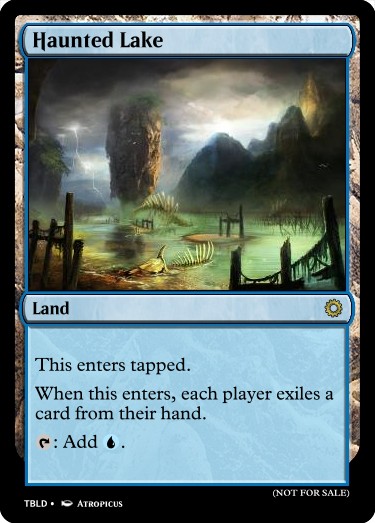 Haunted Lake
Land
This enters tapped.
When this enters, each player exiles a
card from their hand.
: Add .
(NOT FOR SALE)
TBLD • Atropicus